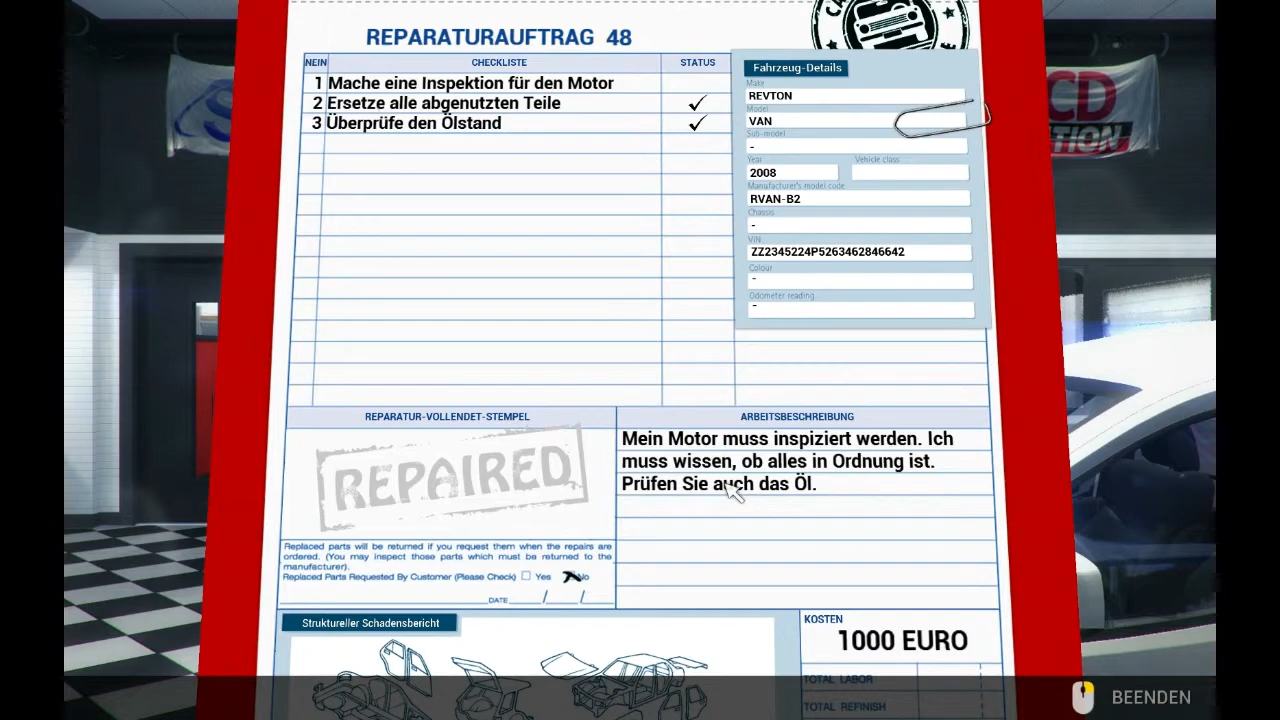 REPARATURAUFTRAG 48
NEIN CHECKLISTE STATUS
1 Mache eine Inspektion für den Motor
2 Ersetze alle abgenutzten Teile
3 Überprüfe den Ölstand
Fahrzeug-Details
Make
REVTON
Model
VAN
Sub-model
-
Year Vehicle class
2008
Manufacturer's model code
RVAN-B2
Chassis
-
VIN
ZZ2345224P5263462846642
Colour
-
Odometer reading
-
CD
REPARATUR-VOLLENDET-STEMPEL
REPAIRED
Replaced parts will be returned if you request them when the repairs are
ordered. (You may inspect those parts which must be returned to the
manufacturer).
Replaced Parts Requested By Customer (Please Check) Yes No
DATE / /
ARBEITSBESCHREIBUNG
Mein Motor muss inspiziert werden. Ich
muss wissen, ob alles in Ordnung ist.
Prüfen Sie auch das Öl.
Struktureller Schadensbericht
KOSTEN
1000 EURO
TOTAL LABOR
TOTAL REFINISH
BEENDEN